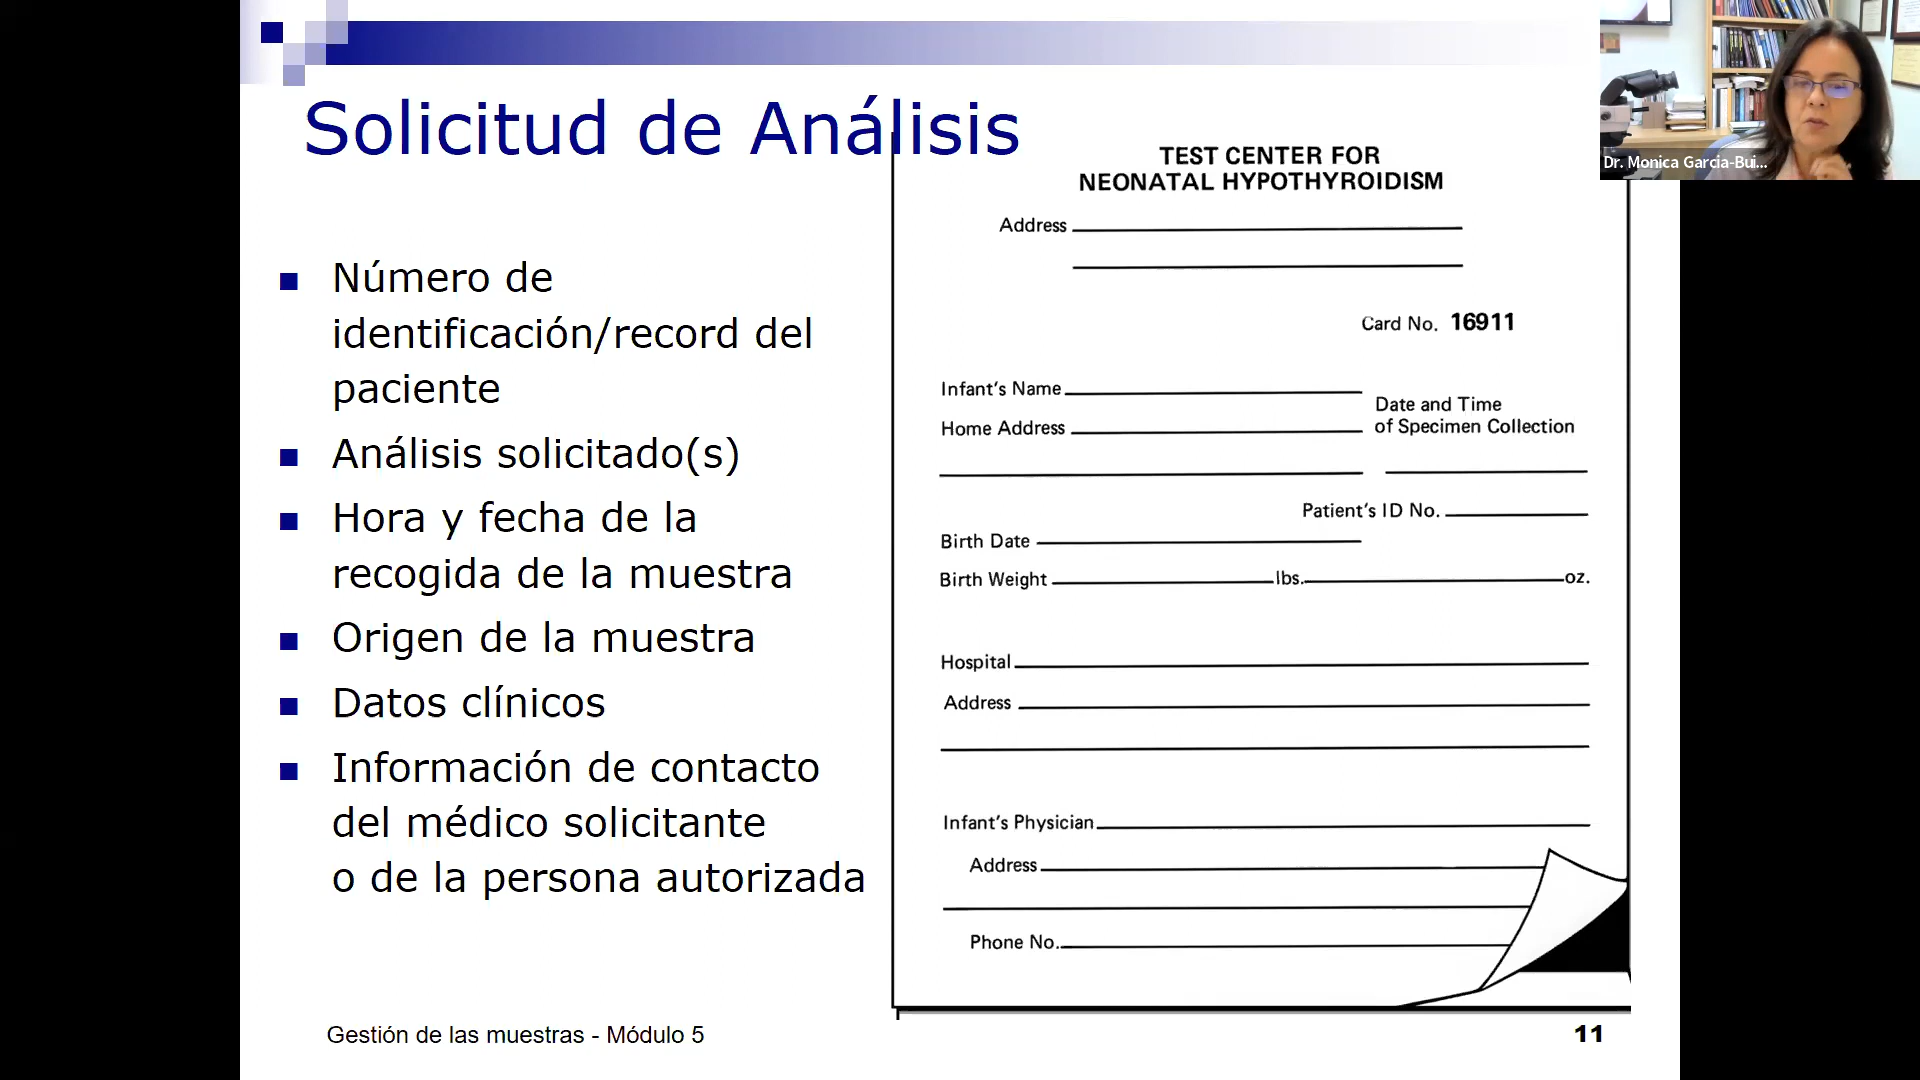 Solicitud de Análisis
Número de
identificación/record del
paciente
Análisis solicitado(s)
Hora y fecha de la
recogida de la muestra
Origen de la muestra
Datos clínicos
Información de contacto
del médico solicitante
o de la persona autorizada
TEST CENTER FOR
NEONATAL HYPOTHYROIDISM
Address
Card No. 16911
Infant's Name
Date and Time
of Specimen Collection
Home Address
Patient's ID No.
Birth Date
Birth Weight lbs. oz.
Hospital
Address
Infant's Physician
Address
Phone No.
Gestión de las muestras - Módulo 5
11
Dr. Monica Garcia-Bui...